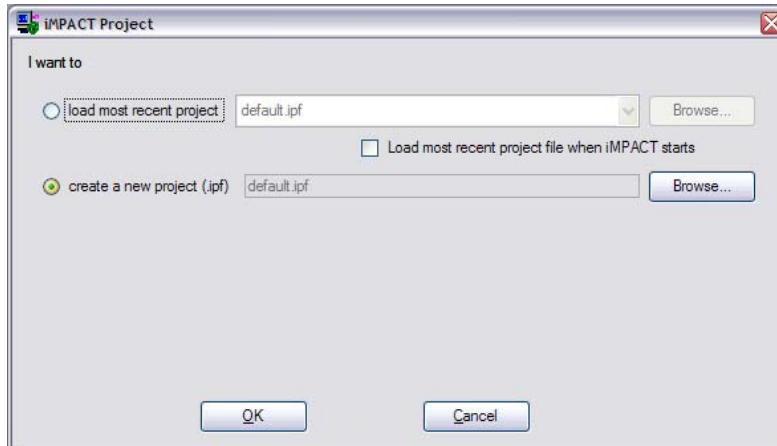 iMPACT Project
I want to
load most recent project default.ipf Browse...
Load most recent project file when iMPACT starts
create a new project (.ipf) default.ipf Browse...
OK Cancel